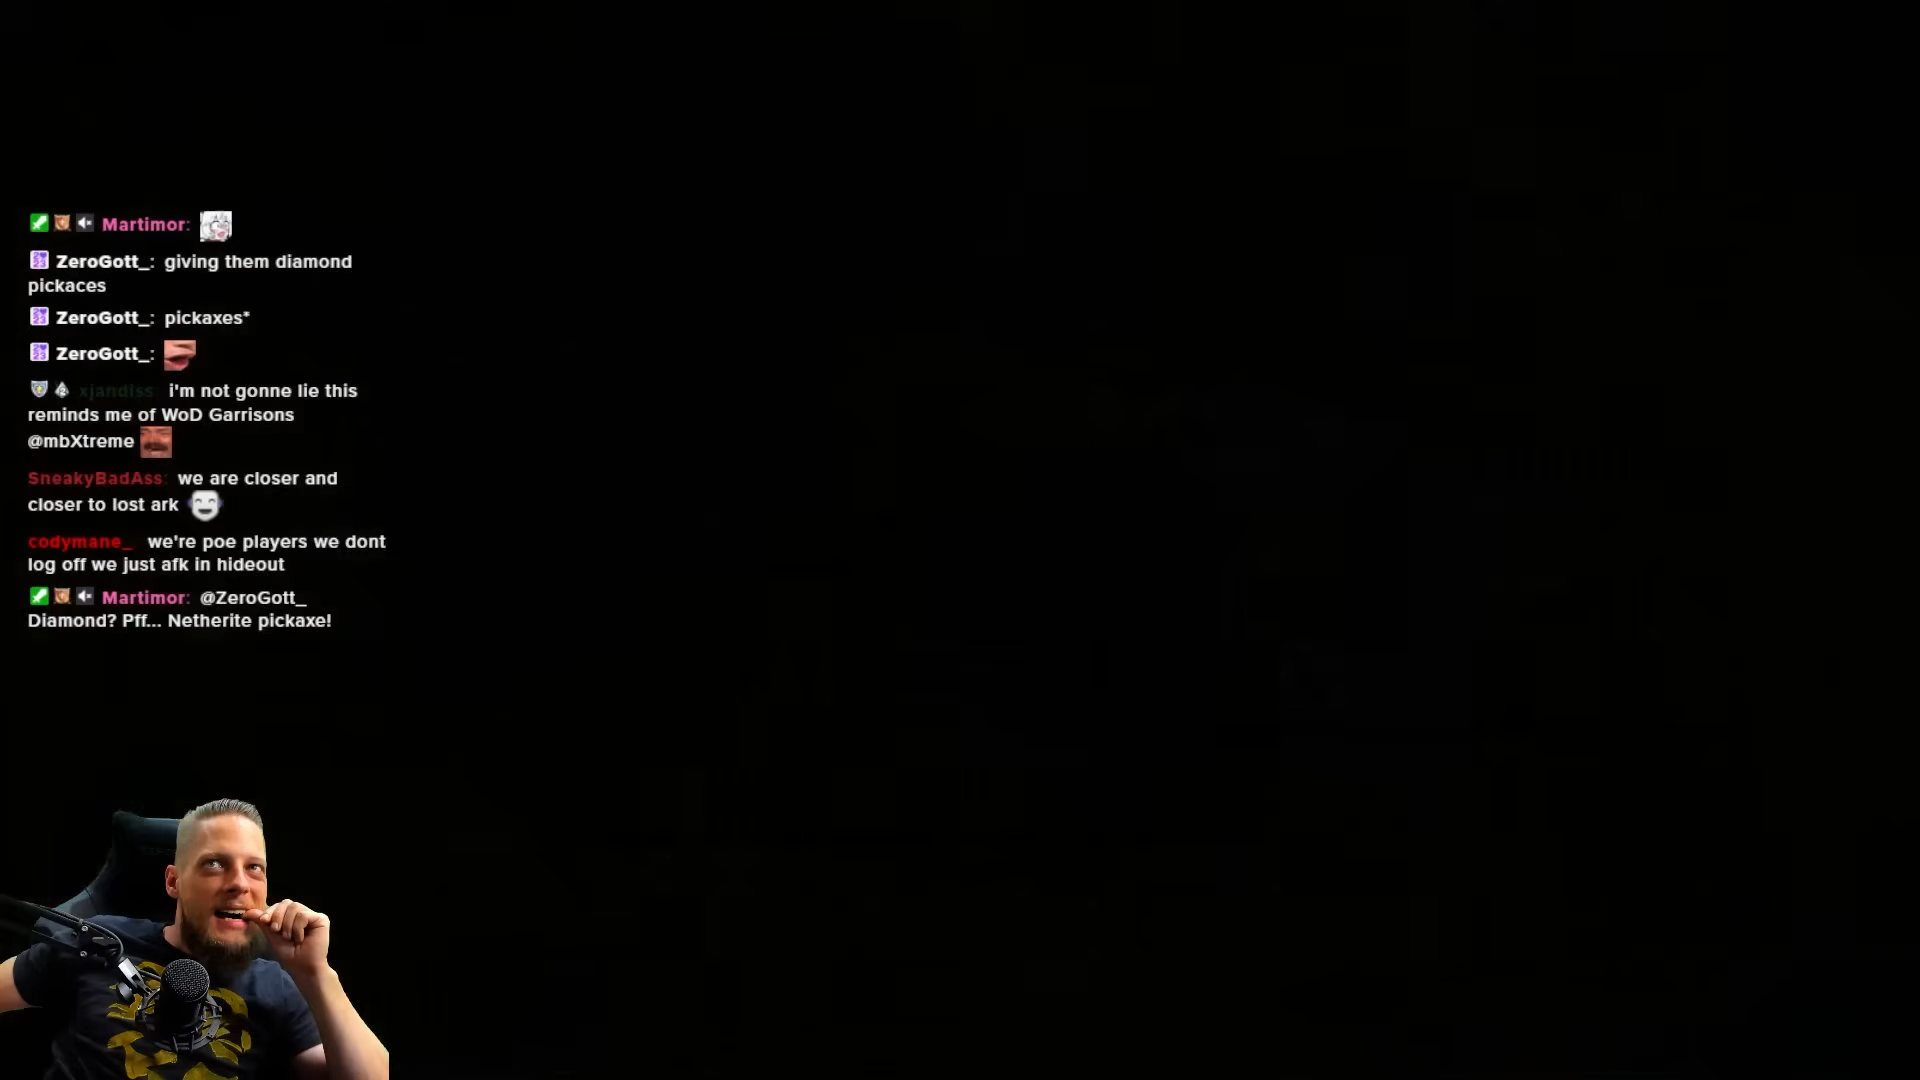 Martimor:
ZeroGott_: giving them diamond
pickaces
ZeroGott_: pickaxes*
ZeroGott_:
xjandiss: i'm not gonne lie this
reminds me of WoD Garrisons
@mbXtreme
SneakyBadAss: we are closer and
closer to lost ark
codymane_ we're poe players we dont
log off we just afk in hideout
Martimor: @ZeroGott_
Diamond? Pff... Netherite pickaxe!